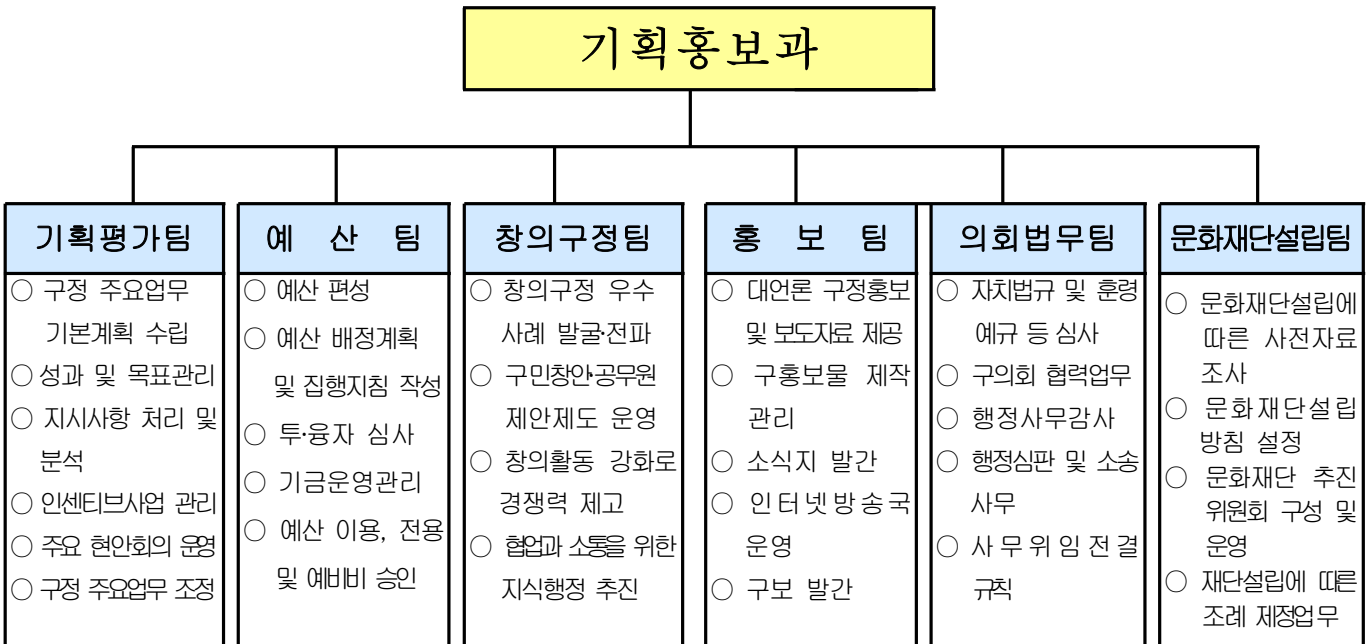 기획홍보과
기획평가팀
○ 구정 주요업무
기본계획 수립
○ 성과 및 목표관리
○ 지시사항 처리 및
분석
○ 인센티브사업 관리
○ 주요 현안회의 운영
○ 구정 주요업무 조정
예 산 팀
○ 예산 편성
○ 예산 배정계획
및 집행지침 작성
○ 투·융자 심사
○ 기금운영관리
○ 예산 이용, 전용
및 예비비 승인
창의구정팀
○ 창의구정 우수
사례 발굴·전파
○ 구민창안·공무원
제안제도 운영
○ 창의활동 강화로
경쟁력 제고
○ 협업과 소통을 위한
지식행정 추진
홍 보 팀
○ 대언론 구정홍보
및 보도자료 제공
○ 구홍보물 제작
관리
○ 소식지 발간
○ 인터넷방송국
운영
○ 구보 발간
의회법무팀
○ 자치법규 및 훈령
예규 등 심사
○ 구의회 협력업무
○ 행정사무감사
○ 행정심판 및 소송
사무
○ 사무위임전결
규칙
문화재단설립팀
○ 문화재단설립에
따른 사전자료
조사
○ 문화재단설립
방침 설정
○ 문화재단 추진
위원회 구성 및
운영
○ 재단설립에 따른
조례 제정업무